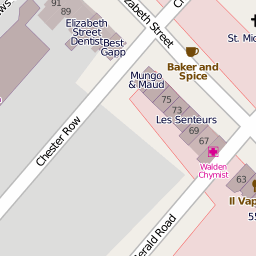 91
89
Elizabeth
Street
Dentist
Best
Gapp
Elizabeth Street
St. Mic
Baker and
Spice
Mungo
& Maud
75
73
Les Senteurs
69
67
Walden
Chymist
63
Il Vap
55
Chester Row
erald Road